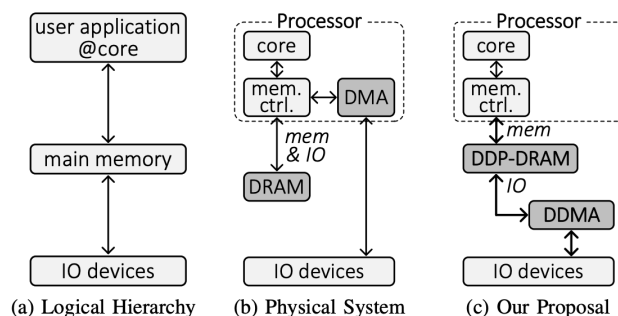 user application
@core
main memory
IO devices
(a) Logical Hierarchy
Processor
core
mem.
ctrl.
DMA
mem
& IO
DRAM
IO devices
(b) Physical System
Processor
core
mem.
ctrl.
mem
DDP-DRAM
IO
DDMA
IO devices
(c) Our Proposal